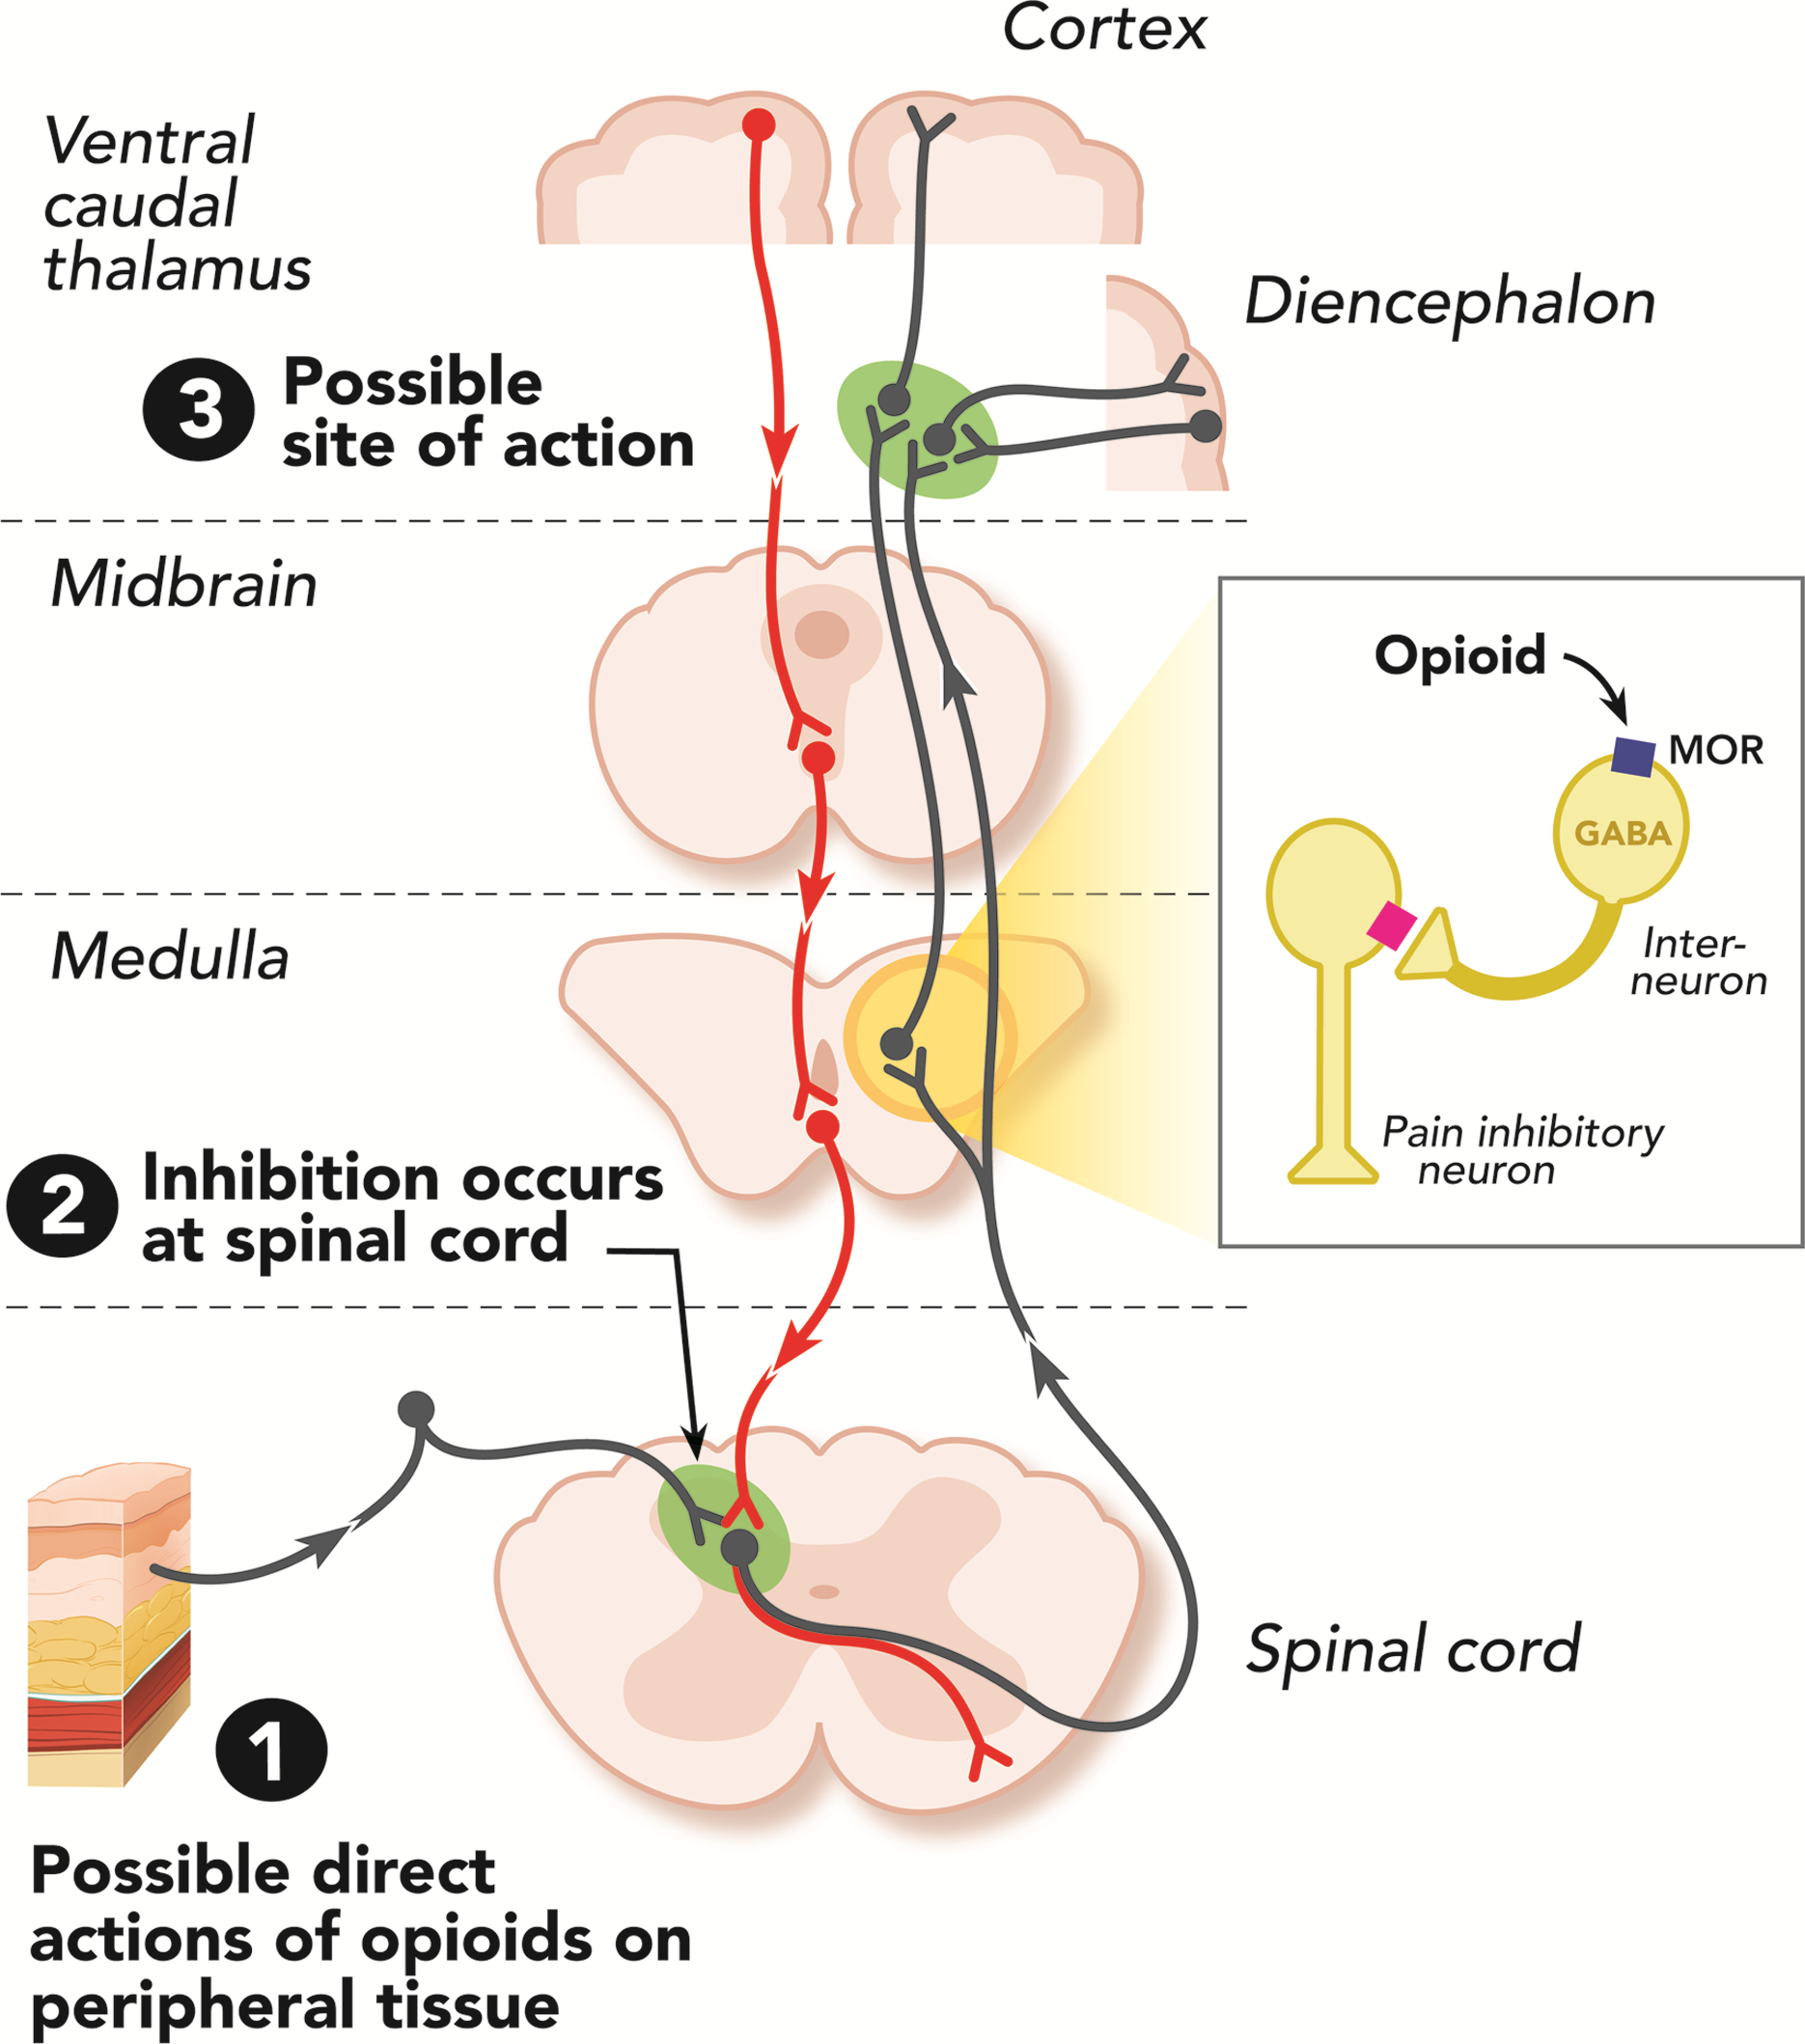 Cortex
Ventral
caudal
thalamus
Diencephalon
3
Possible
site of action
Midbrain
Opioid
MOR
GABA
Inter-
neuron
Pain inhibitory
neuron
Medulla
2
Inhibition occurs
at spinal cord
Spinal cord
1
Possible direct
actions of opioids on
peripheral tissue